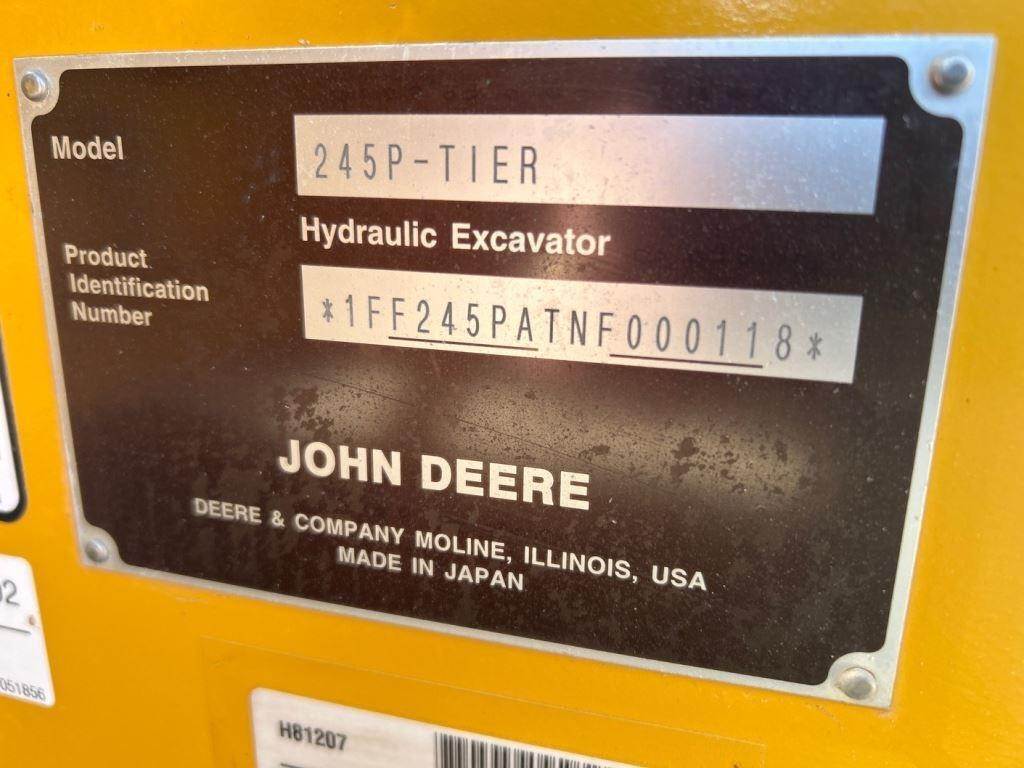 Model
245P-TIER
Hydraulic Excavator
Product
Identification
Number
*1FF245PATNF000118*
JOHN DEERE
DEERE & COMPANY MOLINE, ILLINOIS, USA
MADE IN JAPAN
051856
H81207